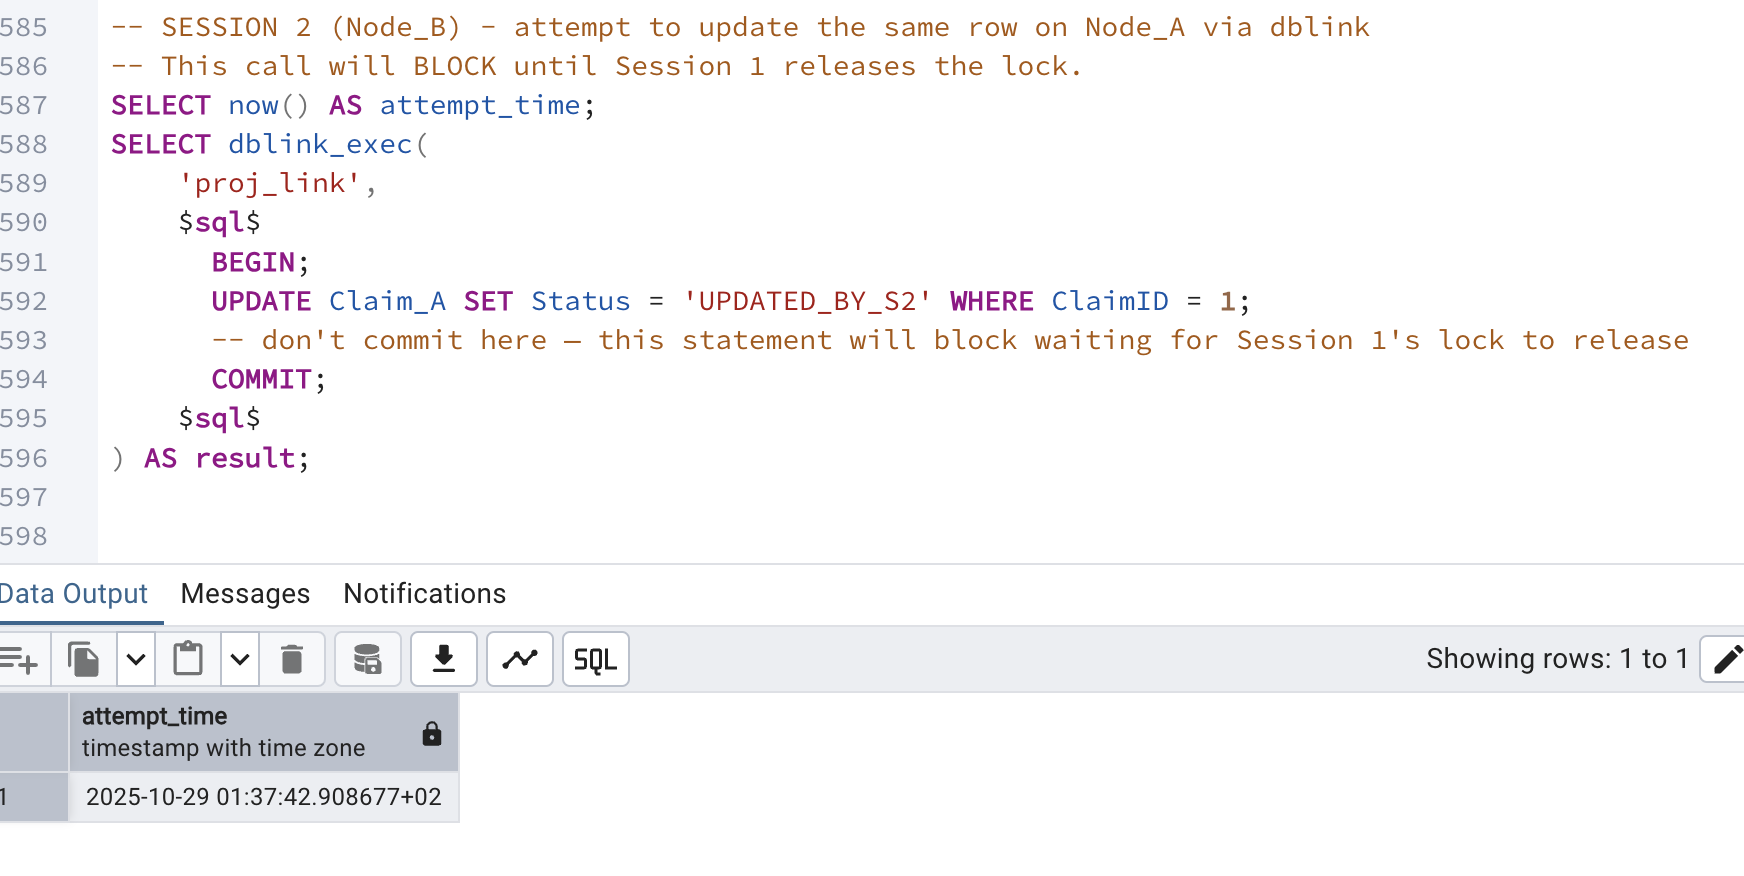 585 -- SESSION 2 (Node_B) - attempt to update the same row on Node_A via dblink
586 -- This call will BLOCK until Session 1 releases the lock.
587 SELECT now() AS attempt_time;
588 SELECT dblink_exec(
589 'proj_link',
590 $sql$
591 BEGIN;
592 UPDATE Claim_A SET Status = 'UPDATED_BY_S2' WHERE ClaimID = 1;
593 -- don't commit here — this statement will block waiting for Session 1's lock to release
594 COMMIT;
595 $sql$
596 ) AS result;
597
598
Data Output Messages Notifications
SQL Showing rows: 1 to 1
attempt_time
timestamp with time zone
1 2025-10-29 01:37:42.908677+02